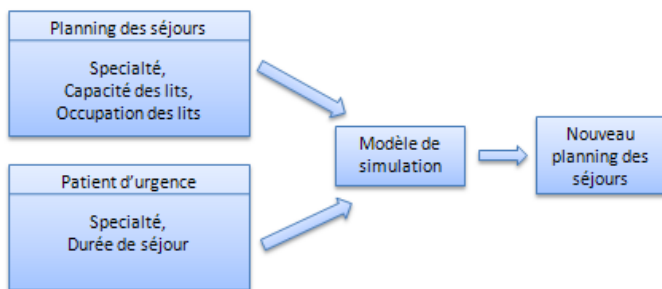 Planning des séjours
Specialté,
Capacité des lits,
Occupation des lits
Patient d’urgence
Specialté,
Durée de séjour
Modèle de
simulation
Nouveau
planning des
séjours